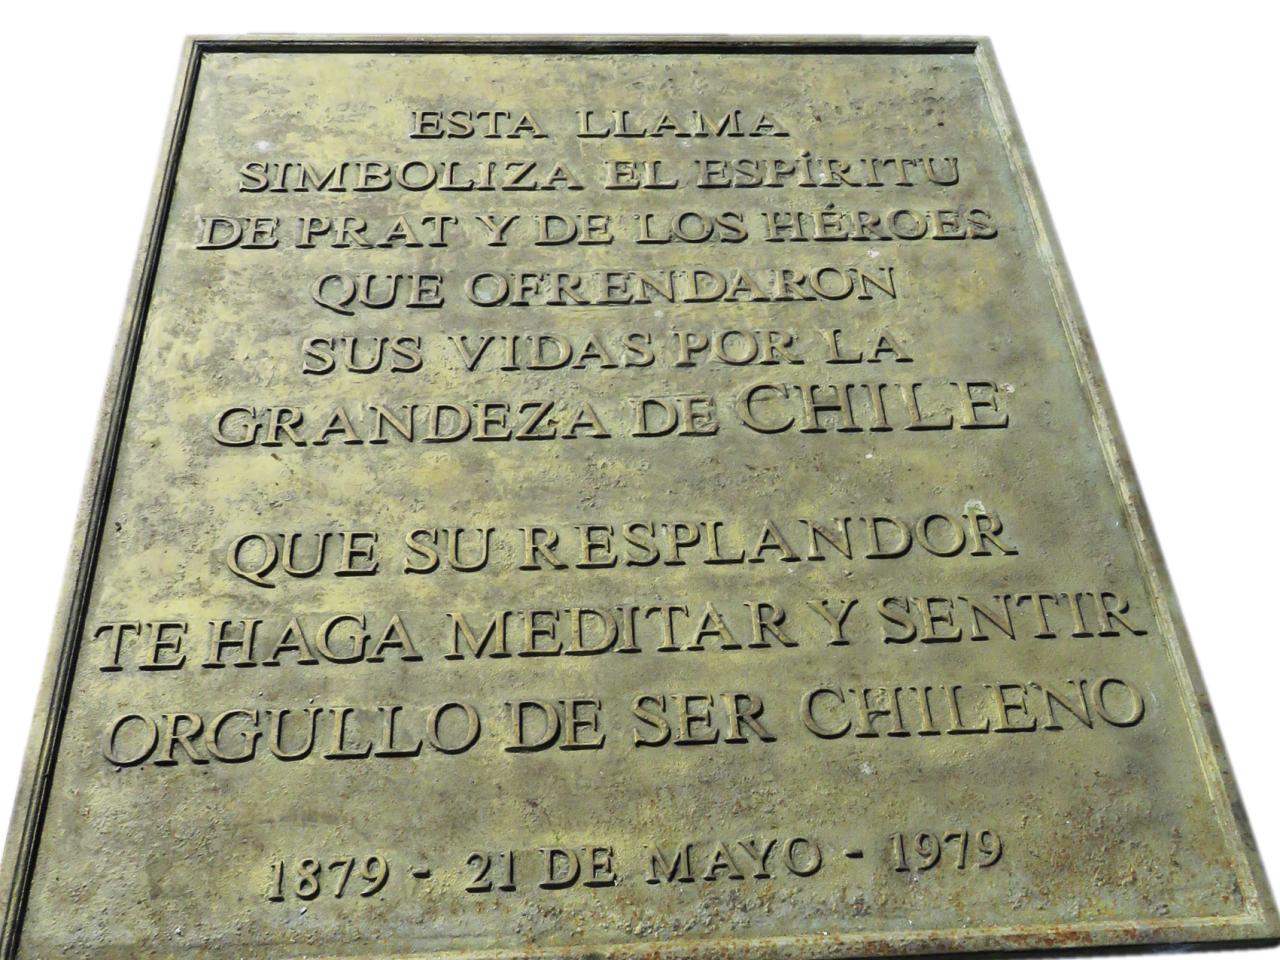 ESTA LLAMA
SIMBOLIZA EL ESPÍRITU
DE PRAT Y DE LOS HÉROES
QUE OFRENDARON
SUS VIDAS POR LA
GRANDEZA DE CHILE
QUE SU RESPLANDOR
TE HAGA MEDITAR Y SENTIR
ORGULLO DE SER CHILENO
1879 - 21 DE MAYO - 1979